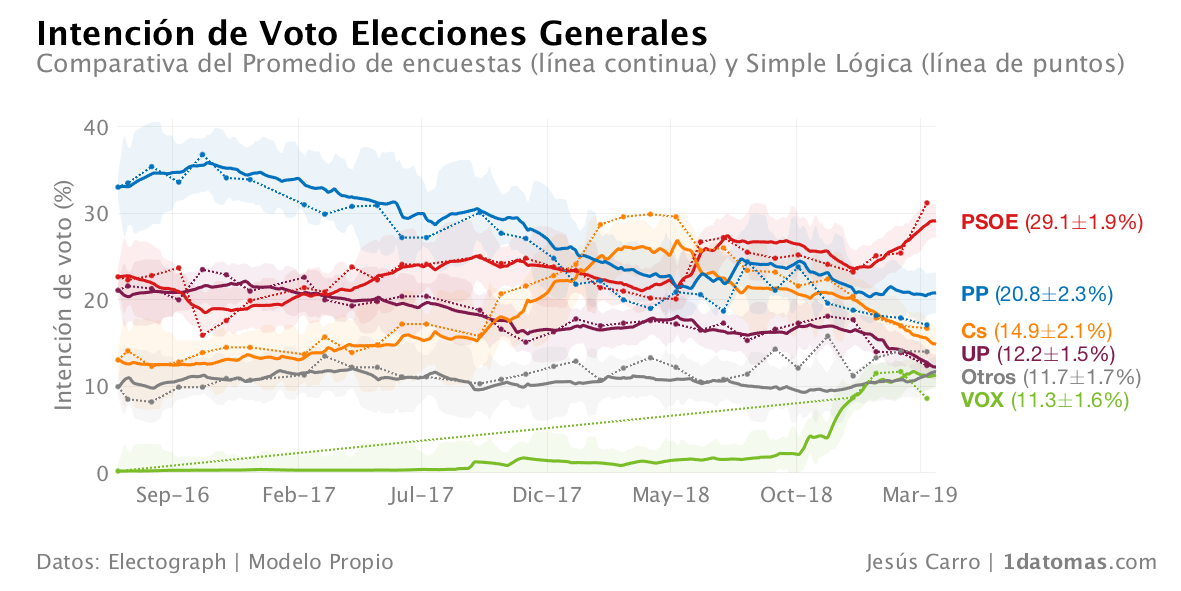 Intención de Voto Elecciones Generales
Comparativa del Promedio de encuestas (línea continua) y Simple Lógica (línea de puntos)
Intención de voto (%)
40
30
20
10
0
Sep-16 Feb-17 Jul-17 Dic-17 May-18 Oct-18 Mar-19
PSOE (29.1±1.9%)
PP (20.8±2.3%)
Cs (14.9±2.1%)
UP (12.2±1.5%)
Otros (11.7±1.7%)
VOX (11.3±1.6%)
Datos: Electograph | Modelo Propio
Jesús Carro | 1datomas.com